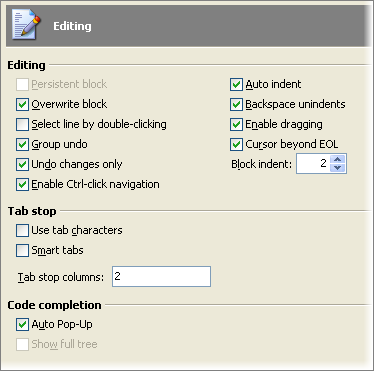 Editing
Editing
Persistent block
Overwrite block
Select line by double-clicking
Group undo
Undo changes only
Enable Ctrl-click navigation
Auto indent
Backspace unindents
Enable dragging
Cursor beyond EOL
Block indent: 2
Tab stop
Use tab characters
Smart tabs
Tab stop columns: 2
Code completion
Auto Pop-Up
Show full tree